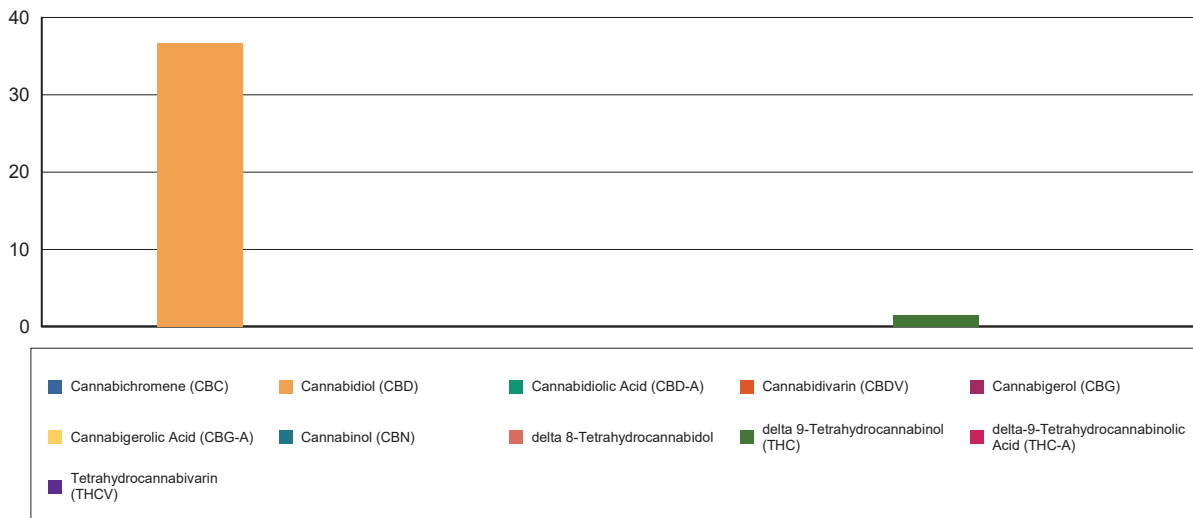 40
30
20
10
0
Cannabichromene (CBC)
Cannabidiol (CBD)
Cannabidiolic Acid (CBD-A)
Cannabidivarin (CBDV)
Cannabigerol (CBG)
Cannabigerolic Acid (CBG-A)
Cannabinol (CBN)
delta 8-Tetrahydrocannabidol
delta 9-Tetrahydrocannabinol
(THC)
delta-9-Tetrahydrocannabinolic
Acid (THC-A)
Tetrahydrocannabivarin
(THCV)